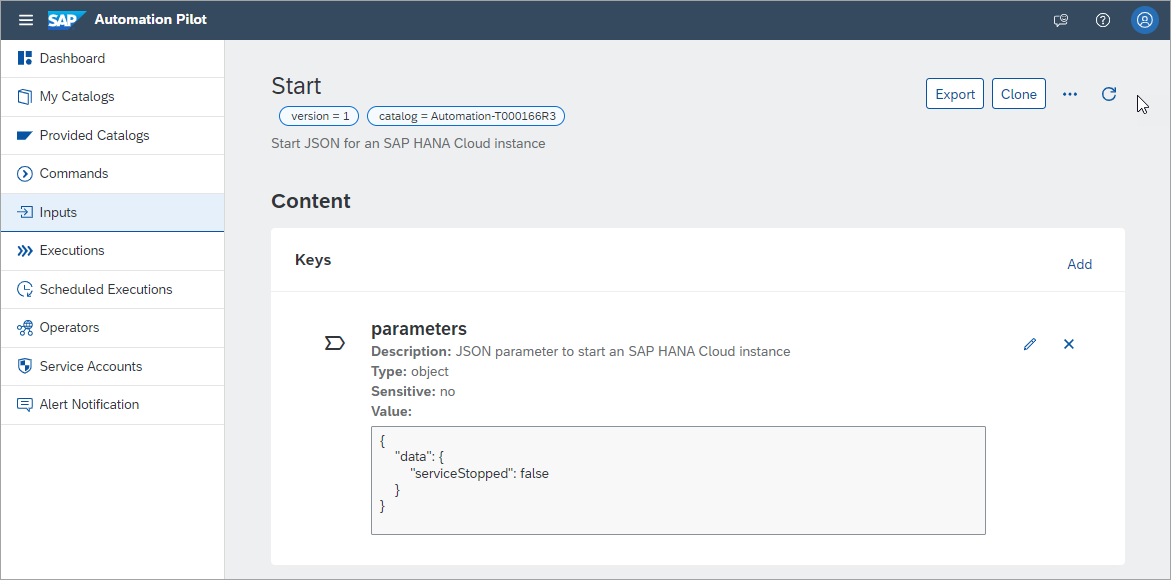 SAP Automation Pilot
Dashboard
My Catalogs
Provided Catalogs
Commands
Inputs
Executions
Scheduled Executions
Operators
Service Accounts
Alert Notification
Start
Export Clone
version = 1 catalog = Automation-T000166R3
Start JSON for an SAP HANA Cloud instance
Content
Keys
Add
parameters
Description: JSON parameter to start an SAP HANA Cloud instance
Type: object
Sensitive: no
Value:
{
"data": {
"serviceStopped": false
}
}